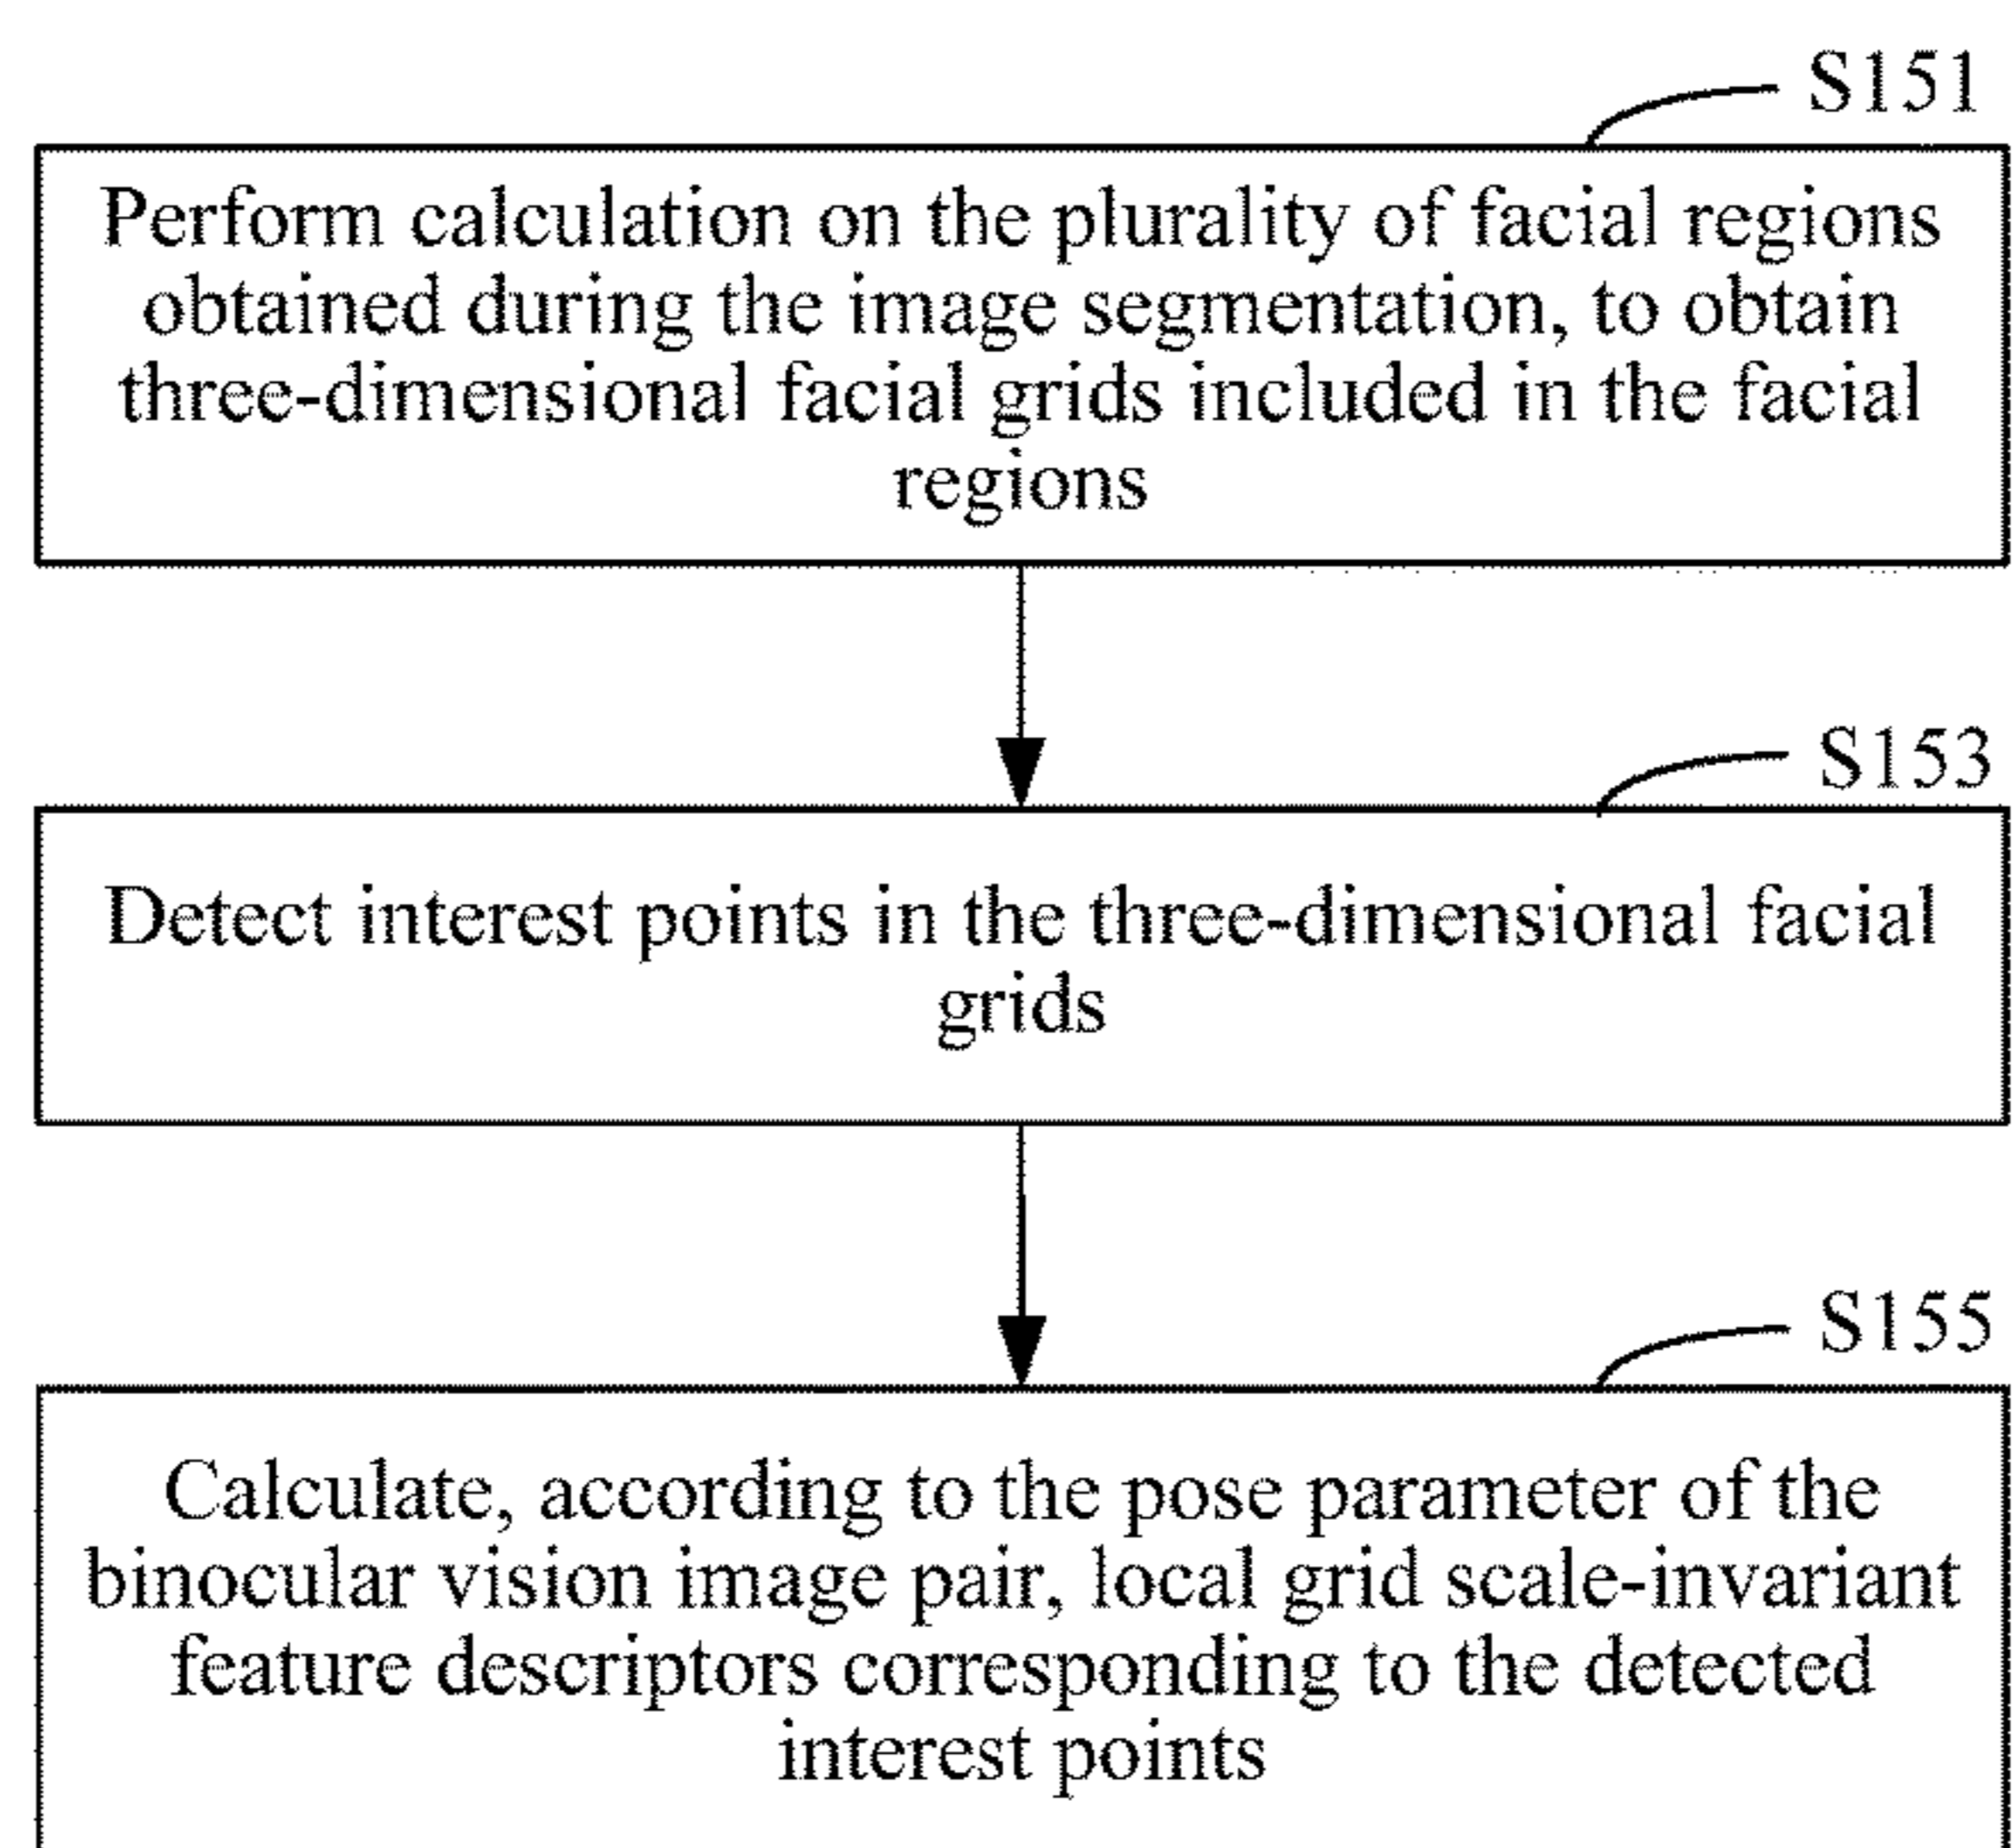 S151
Perform calculation on the plurality of facial regions
obtained during the image segmentation, to obtain
three-dimensional facial grids included in the facial
regions
S153
Detect interest points in the three-dimensional facial
grids
S155
Calculate, according to the pose parameter of the
binocular vision image pair, local grid scale-invariant
feature descriptors corresponding to the detected
interest points